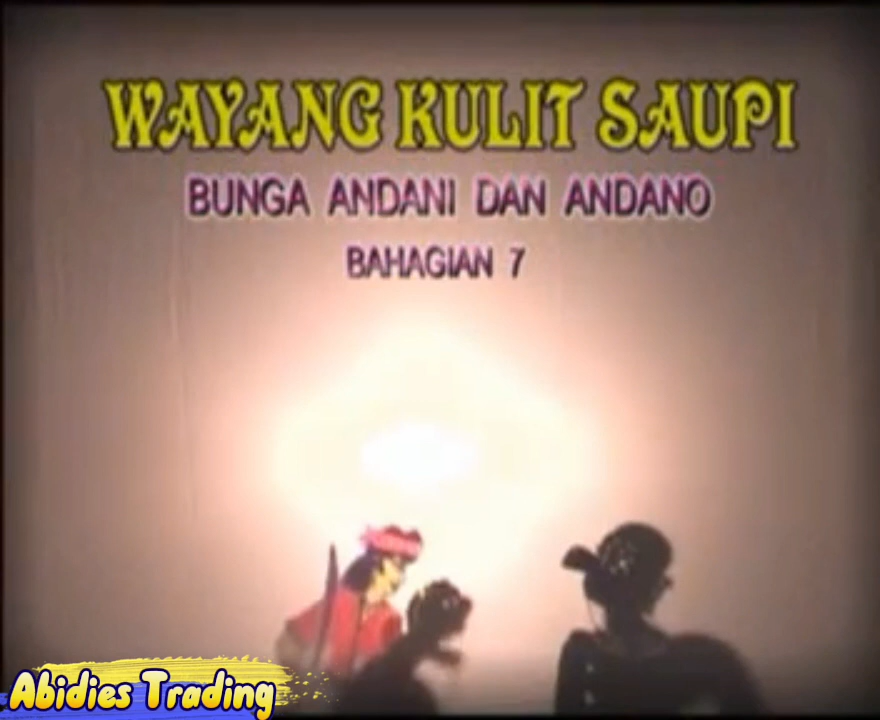 WAYANG KULIT SAUPI
BUNGA ANDANI DAN ANDANO
BAHAGIAN 7
Abidies Trading